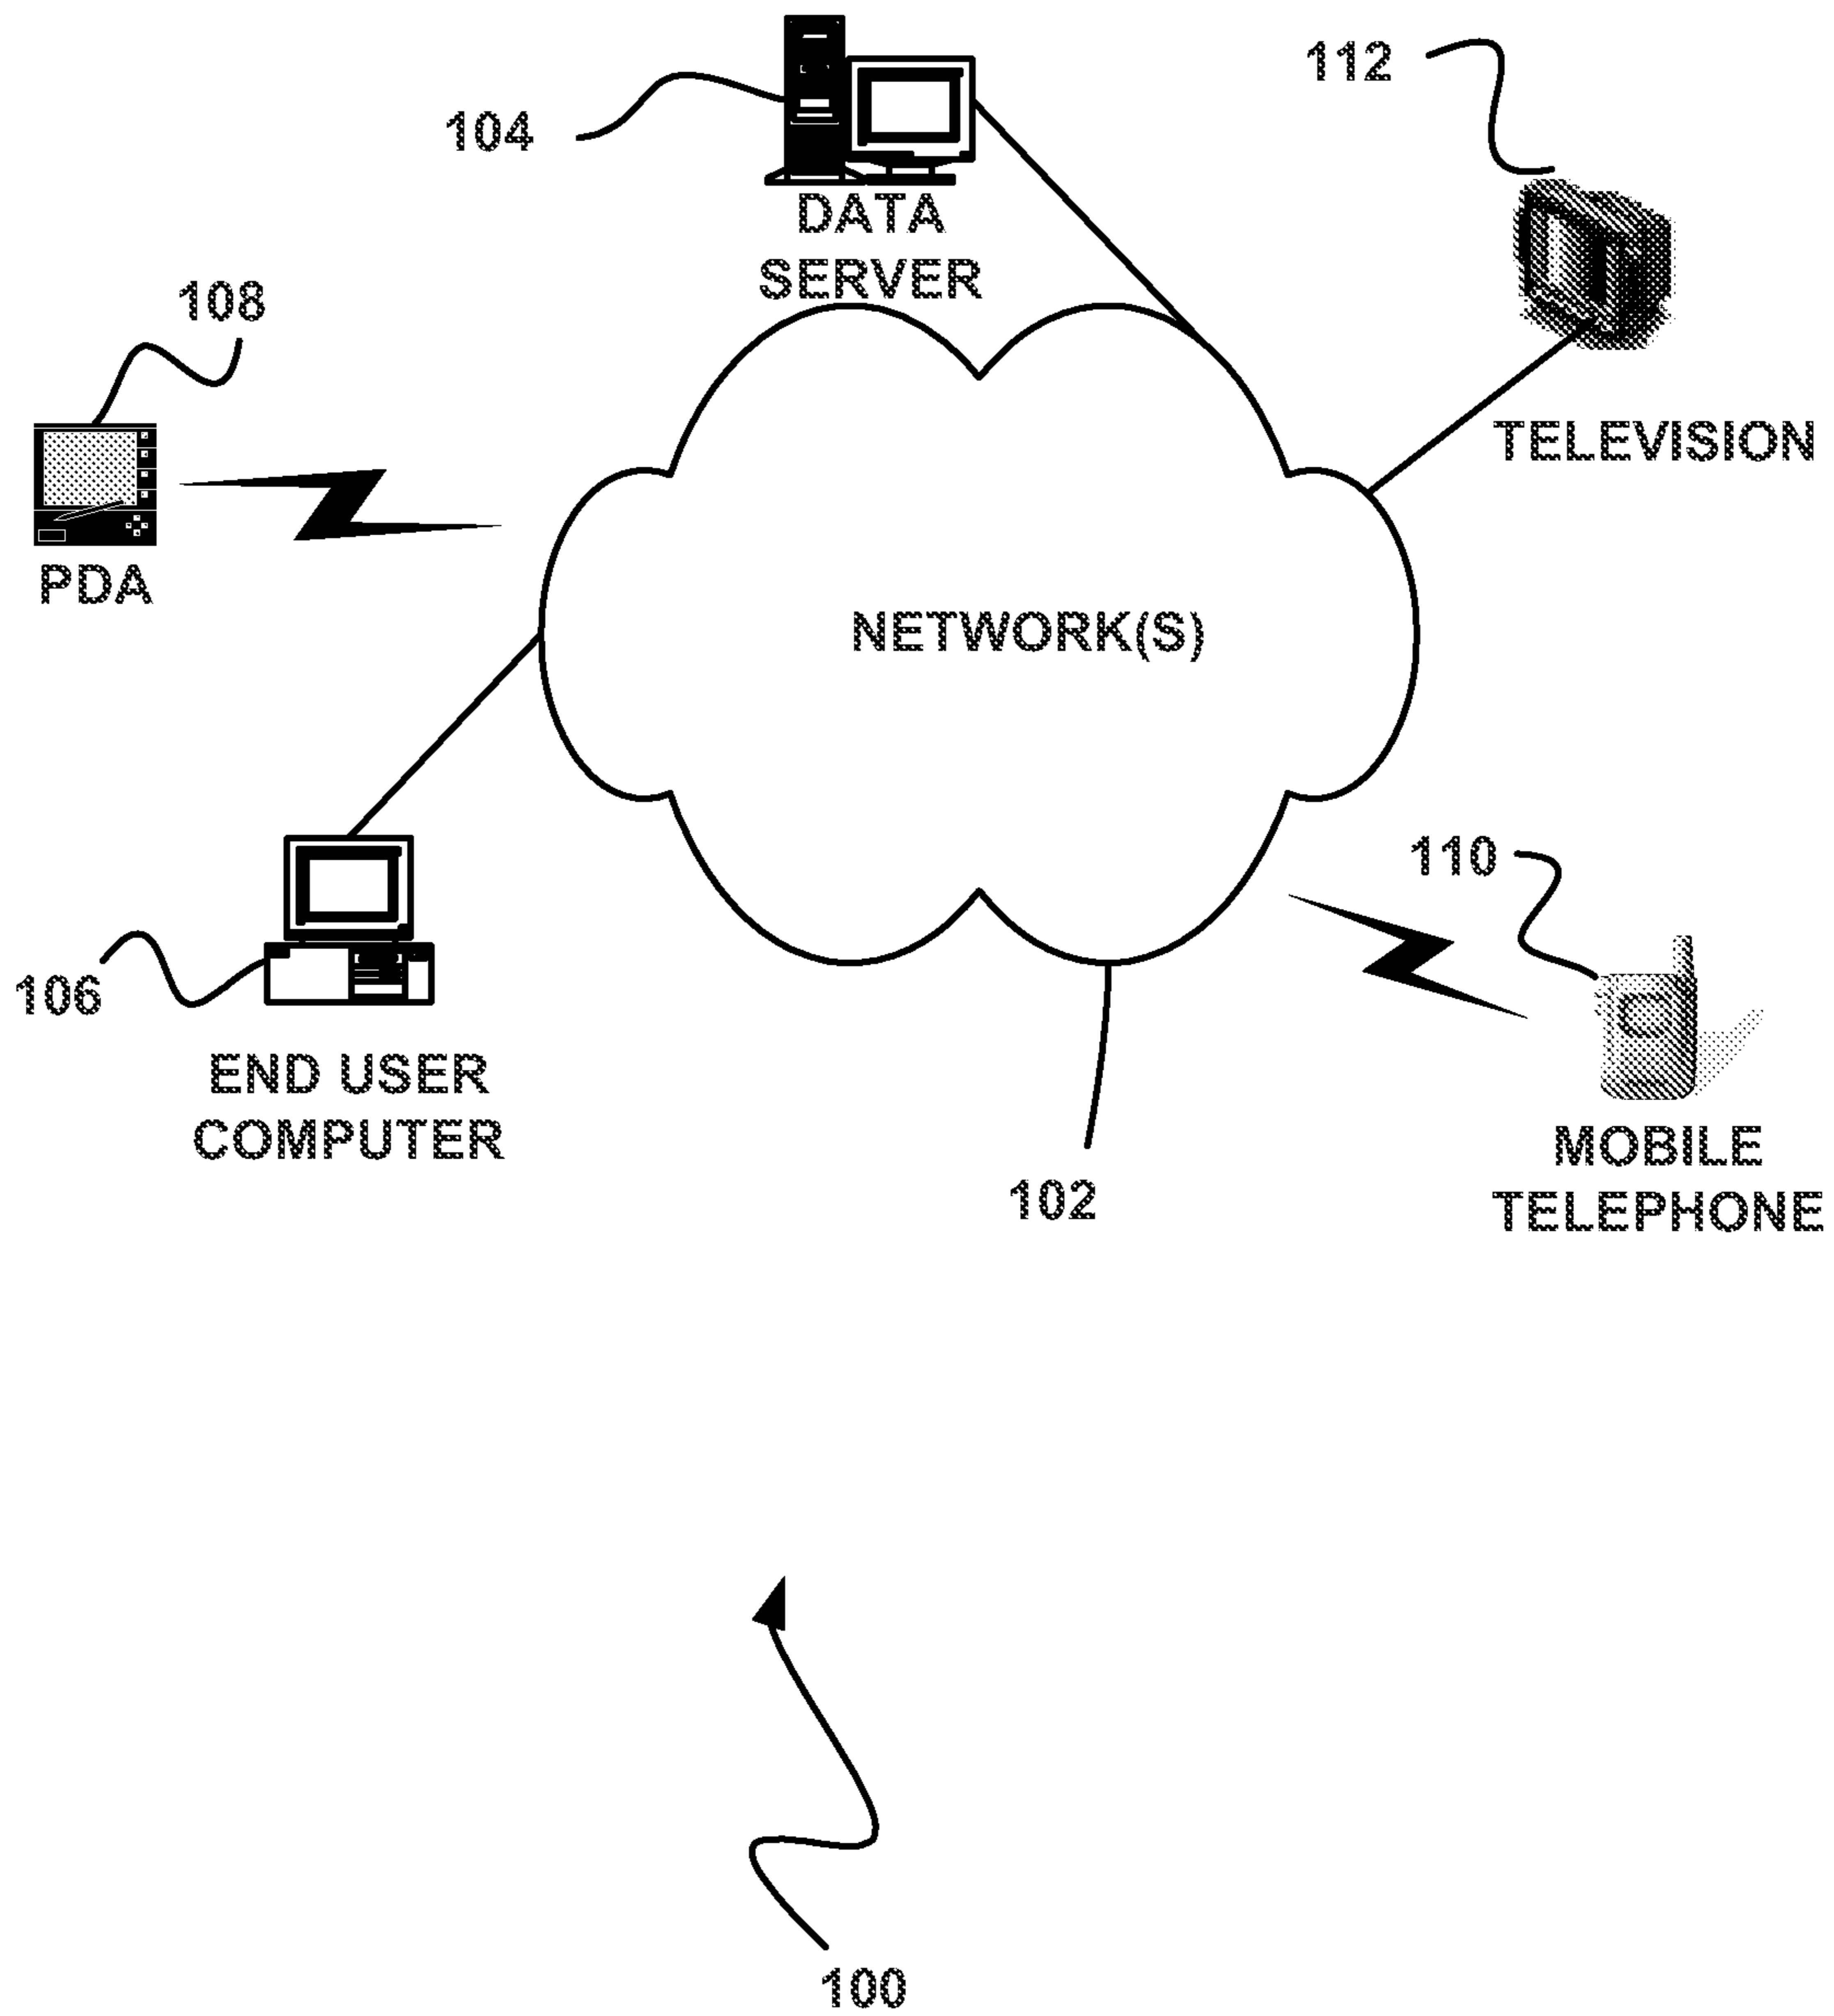 112
104
DATA
SERVER
108
TELEVISION
PDA
NETWORK(S)
110
106
END USER
COMPUTER
MOBILE
TELEPHONE
102
100